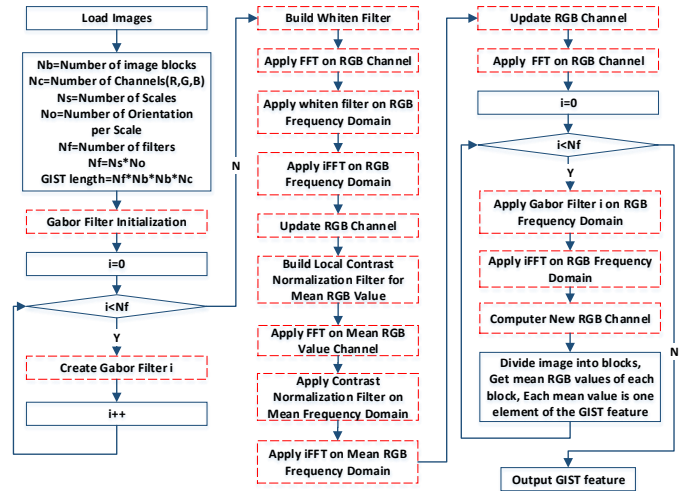 Load Images
Nb=Number of image blocks
Nc=Number of Channels(R,G,B)
Ns=Number of Scales
No=Number of Orientation
per Scale
Nf=Number of filters
Nf=Ns*No
GIST length=Nf*Nb*Nb*Nc
Gabor Filter Initialization
i=0
i<Nf
Y
N
Create Gabor Filter i
i++
Build Whiten Filter
Apply FFT on RGB Channel
Apply whiten filter on RGB
Frequency Domain
Apply iFFT on RGB
Frequency Domain
Update RGB Channel
Build Local Contrast
Normalization Filter for
Mean RGB Value
Apply FFT on Mean RGB
Value Channel
Apply Contrast
Normalization Filter on
Mean Frequency Domain
Apply iFFT on Mean RGB
Frequency Domain
Update RGB Channel
Apply FFT on RGB Channel
i=0
i<Nf
Y
N
Apply Gabor Filter i on RGB
Frequency Domain
Apply iFFT on RGB Frequency
Domain
Computer New RGB Channel
Divide image into blocks,
Get mean RGB values of each
block, Each mean value is one
element of the GIST feature
Output GIST feature